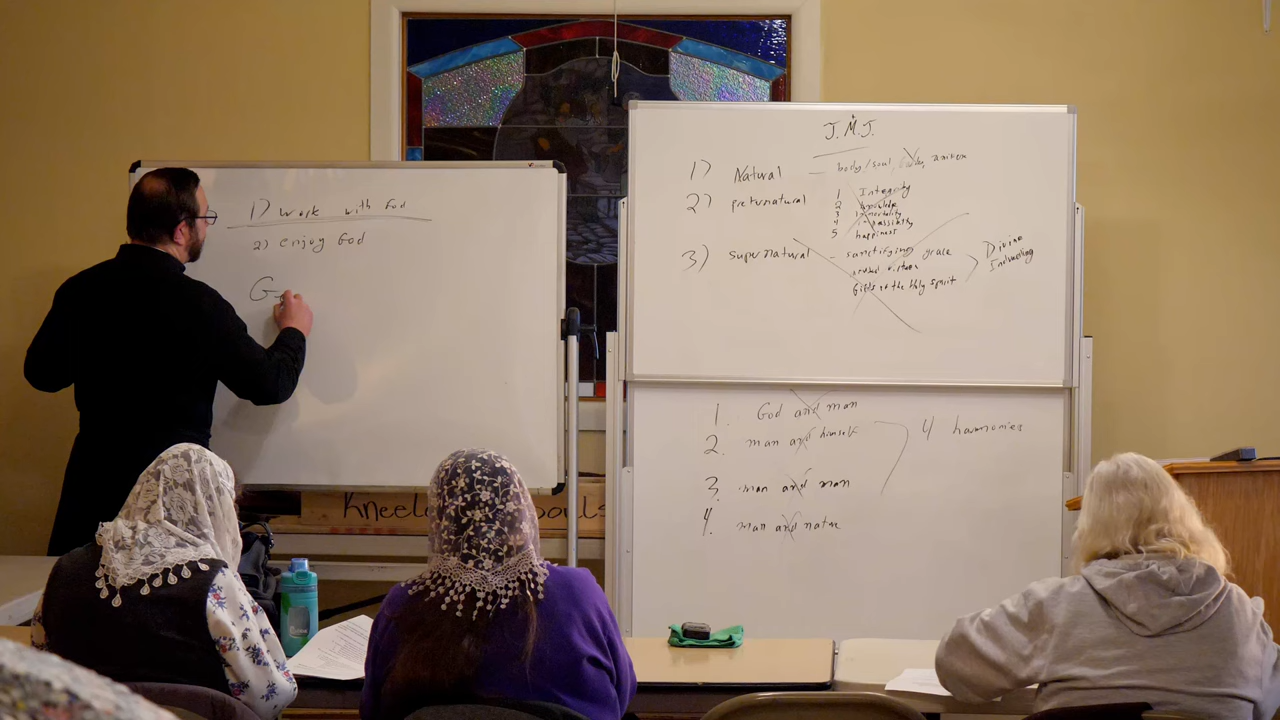 1) Work with God
2) enjoy God
G
J.M.J.
1) Natural - body/soul, union
2) preturnatural
1 Integrity
2 knowledge
3 immortality
4 impassibility
5 happiness
3) supernatural - sanctifying grace
virtues
Gifts of the Holy Spirit
Divine
Indwelling
1. God and man
2. man and himself
3. man and man
4. man and nature
4 harmonies
Kneel souls